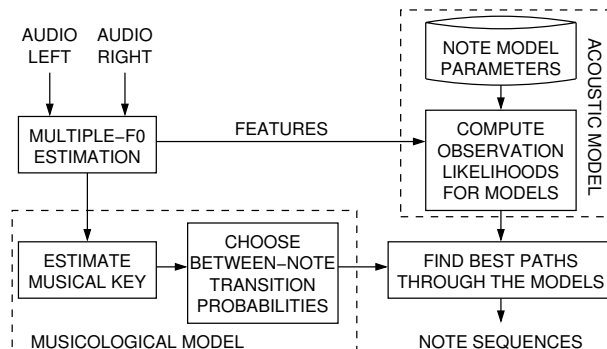 AUDIO
LEFT
AUDIO
RIGHT
NOTE MODEL
PARAMETERS
ACOUSTIC MODEL
MULTIPLE−F0
ESTIMATION
FEATURES
COMPUTE
OBSERVATION
LIKELIHOODS
FOR MODELS
ESTIMATE
MUSICAL KEY
CHOOSE
BETWEEN−NOTE
TRANSITION
PROBABILITIES
FIND BEST PATHS
THROUGH THE MODELS
MUSICOLOGICAL MODEL
NOTE SEQUENCES